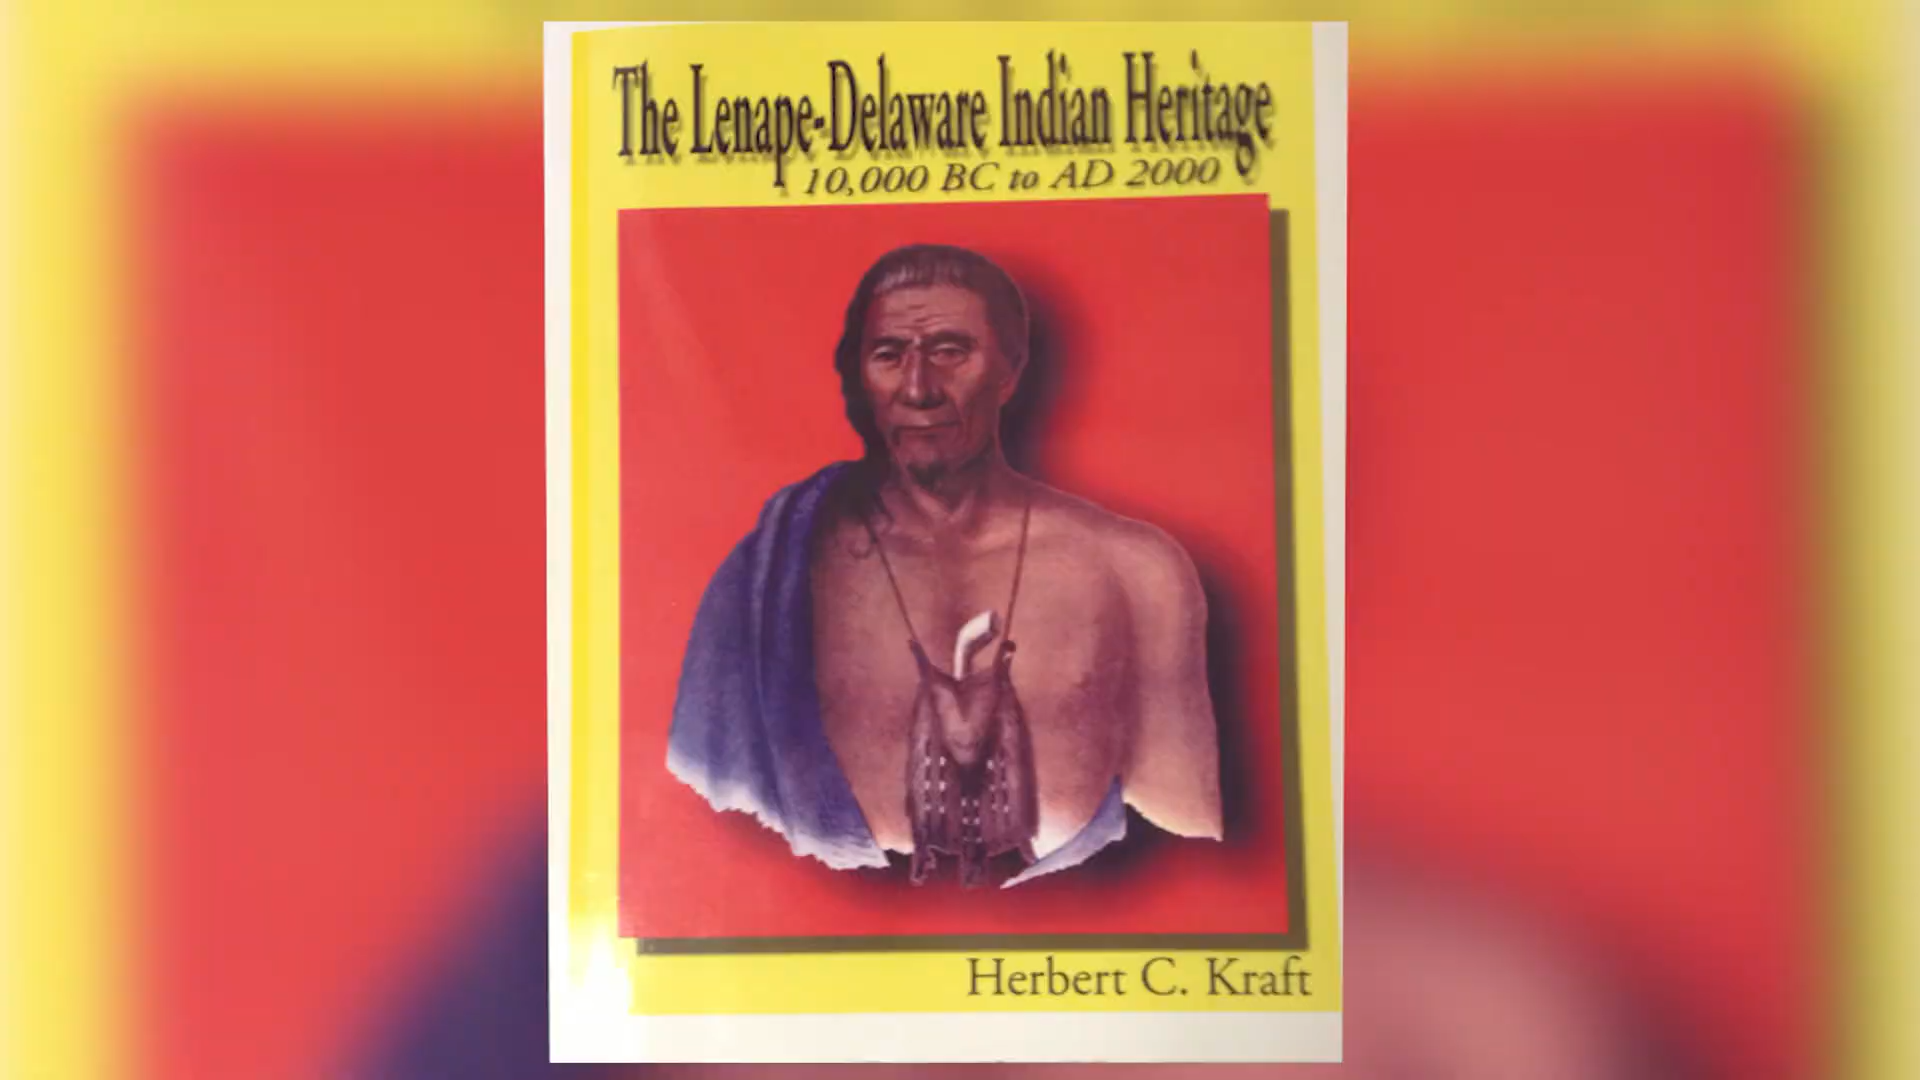 The Lenape-Delaware Indian Heritage
10,000 BC to AD 2000
Herbert C. Kraft